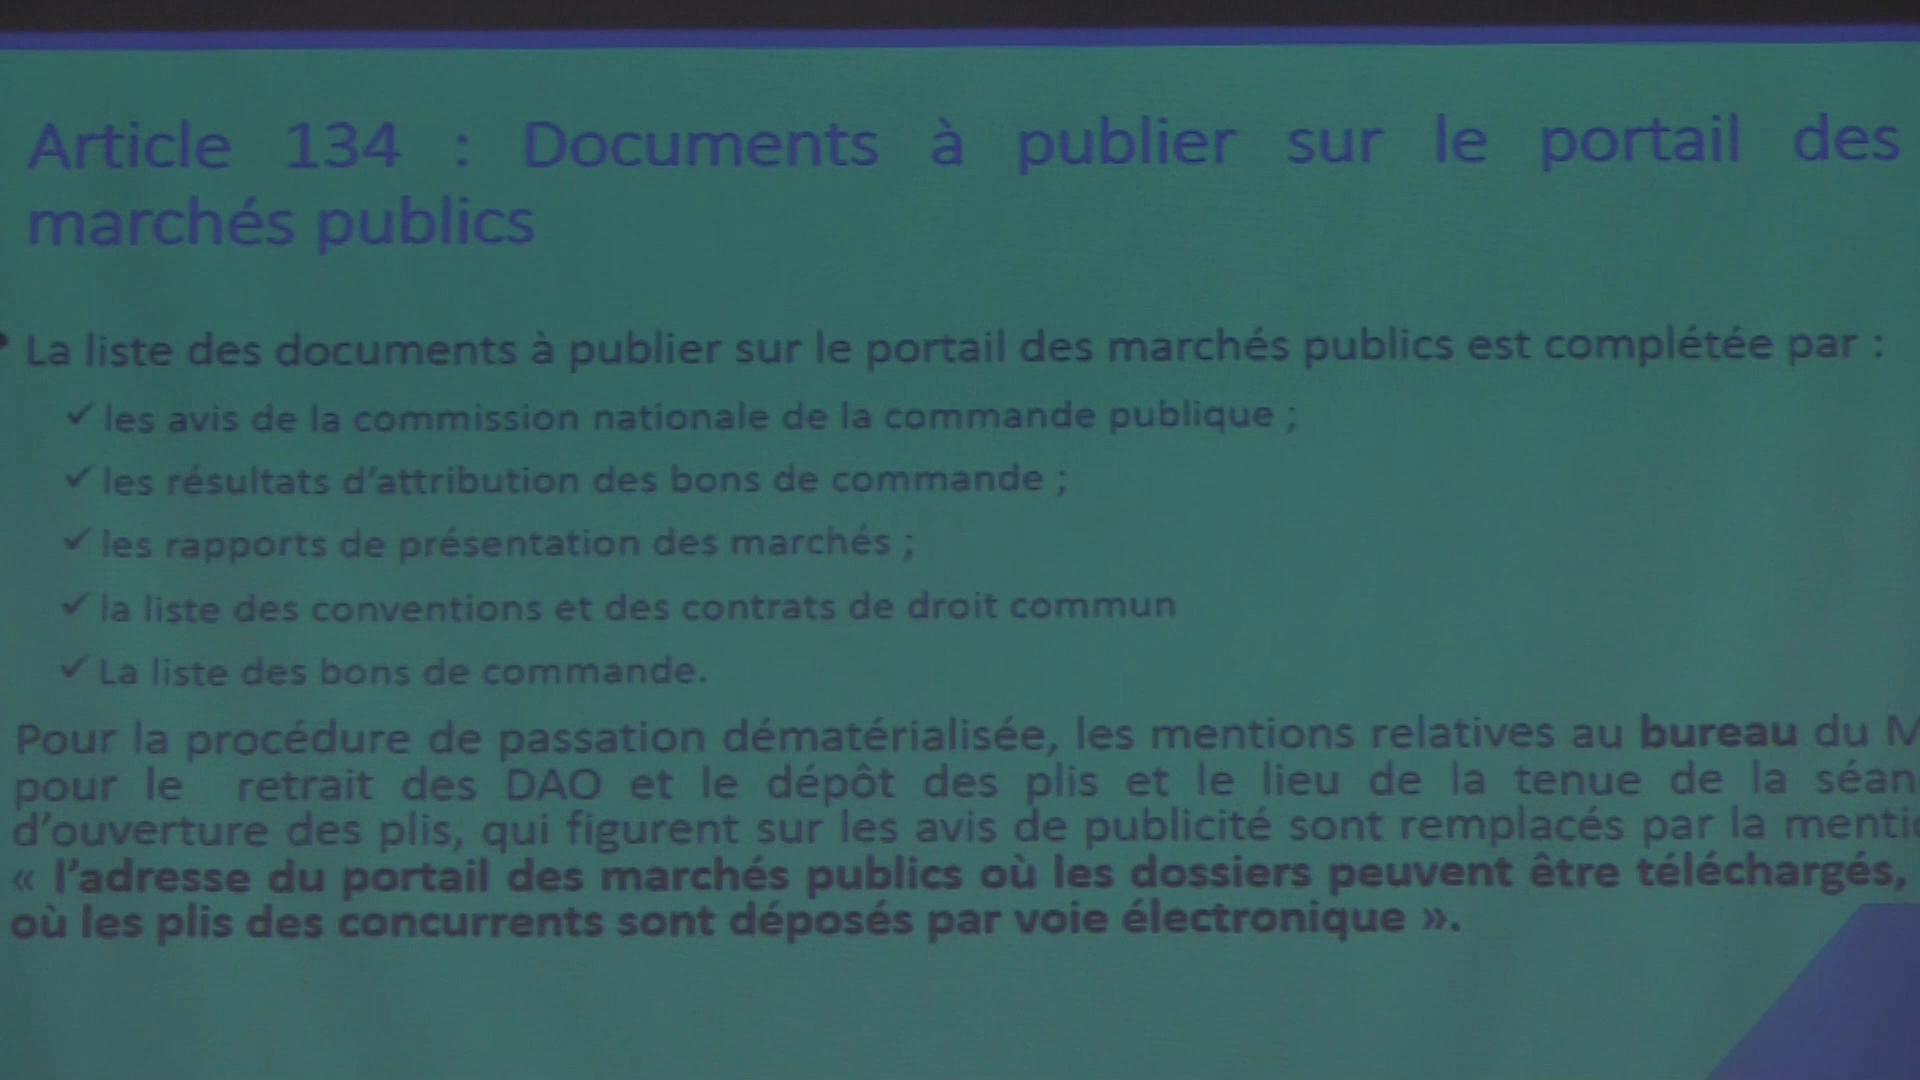 Article 134 : Documents à publier sur le portail des
marchés publics
La liste des documents à publier sur le portail des marchés publics est complétée par :
✓ les avis de la commission nationale de la commande publique ;
✓ les résultats d'attribution des bons de commande ;
✓ les rapports de présentation des marchés ;
✓ la liste des conventions et des contrats de droit commun
✓ La liste des bons de commande.
Pour la procédure de passation dématérialisée, les mentions relatives au bureau du
pour le retrait des DAO et le dépôt des plis et le lieu de la tenue de la
d'ouverture des plis, qui figurent sur les avis de publicité sont remplacés par la
« l'adresse du portail des marchés publics où les dossiers peuvent être téléchargés,
où les plis des concurrents sont déposés par voie électronique ».